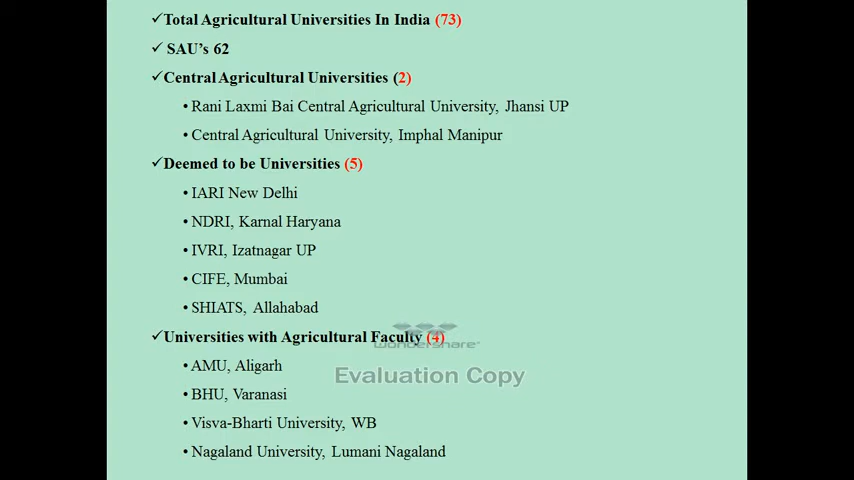 ✓Total Agricultural Universities In India (73)
✓ SAU's 62
✓Central Agricultural Universities (2)
• Rani Laxmi Bai Central Agricultural University, Jhansi UP
• Central Agricultural University, Imphal Manipur
✓Deemed to be Universities (5)
• IARI New Delhi
• NDRI, Karnal Haryana
• IVRI, Izatnagar UP
• CIFE, Mumbai
• SHIATS, Allahabad
✓Universities with Agricultural Faculty (4)
wondershare
• AMU, Aligarh
Evaluation Copy
• BHU, Varanasi
• Visva-Bharti University, WB
• Nagaland University, Lumani Nagaland